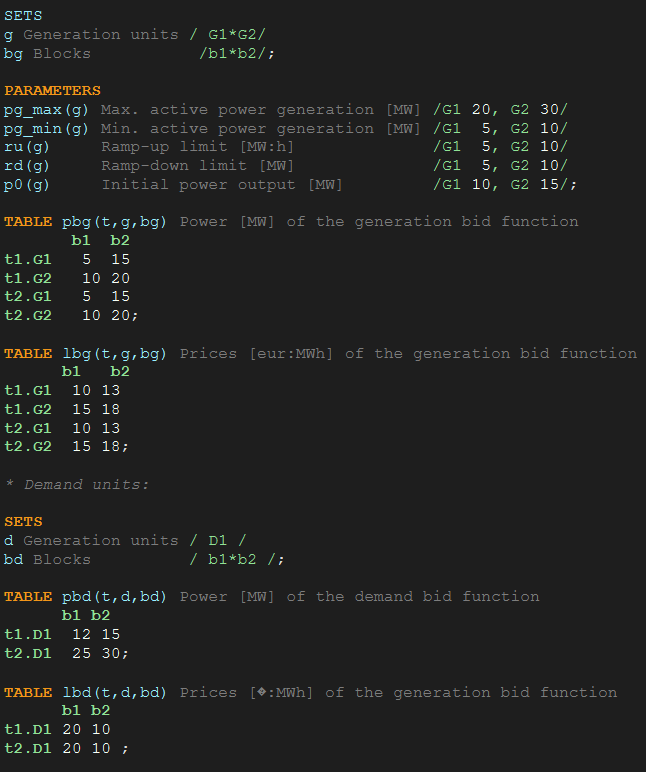 SETS
g Generation units / G1*G2/
bg Blocks /b1*b2/;
PARAMETERS
pg_max(g) Max. active power generation [MW] /G1 20, G2 30/
pg_min(g) Min. active power generation [MW] /G1 5, G2 10/
ru(g) Ramp-up limit [MW:h] /G1 5, G2 10/
rd(g) Ramp-down limit [MW] /G1 5, G2 10/
p0(g) Initial power output [MW] /G1 10, G2 15/;
TABLE pbg(t,g,bg) Power [MW] of the generation bid function
b1 b2
t1.G1 5 15
t1.G2 10 20
t2.G1 5 15
t2.G2 10 20;
TABLE lbg(t,g,bg) Prices [eur:MWh] of the generation bid function
b1 b2
t1.G1 10 13
t1.G2 15 18
t2.G1 10 13
t2.G2 15 18;
* Demand units:
SETS
d Generation units / D1 /
bd Blocks / b1*b2 /;
TABLE pbd(t,d,bd) Power [MW] of the demand bid function
b1 b2
t1.D1 12 15
t2.D1 25 30;
TABLE lbd(t,d,bd) Prices [�:MWh] of the generation bid function
b1 b2
t1.D1 20 10
t2.D1 20 10 ;